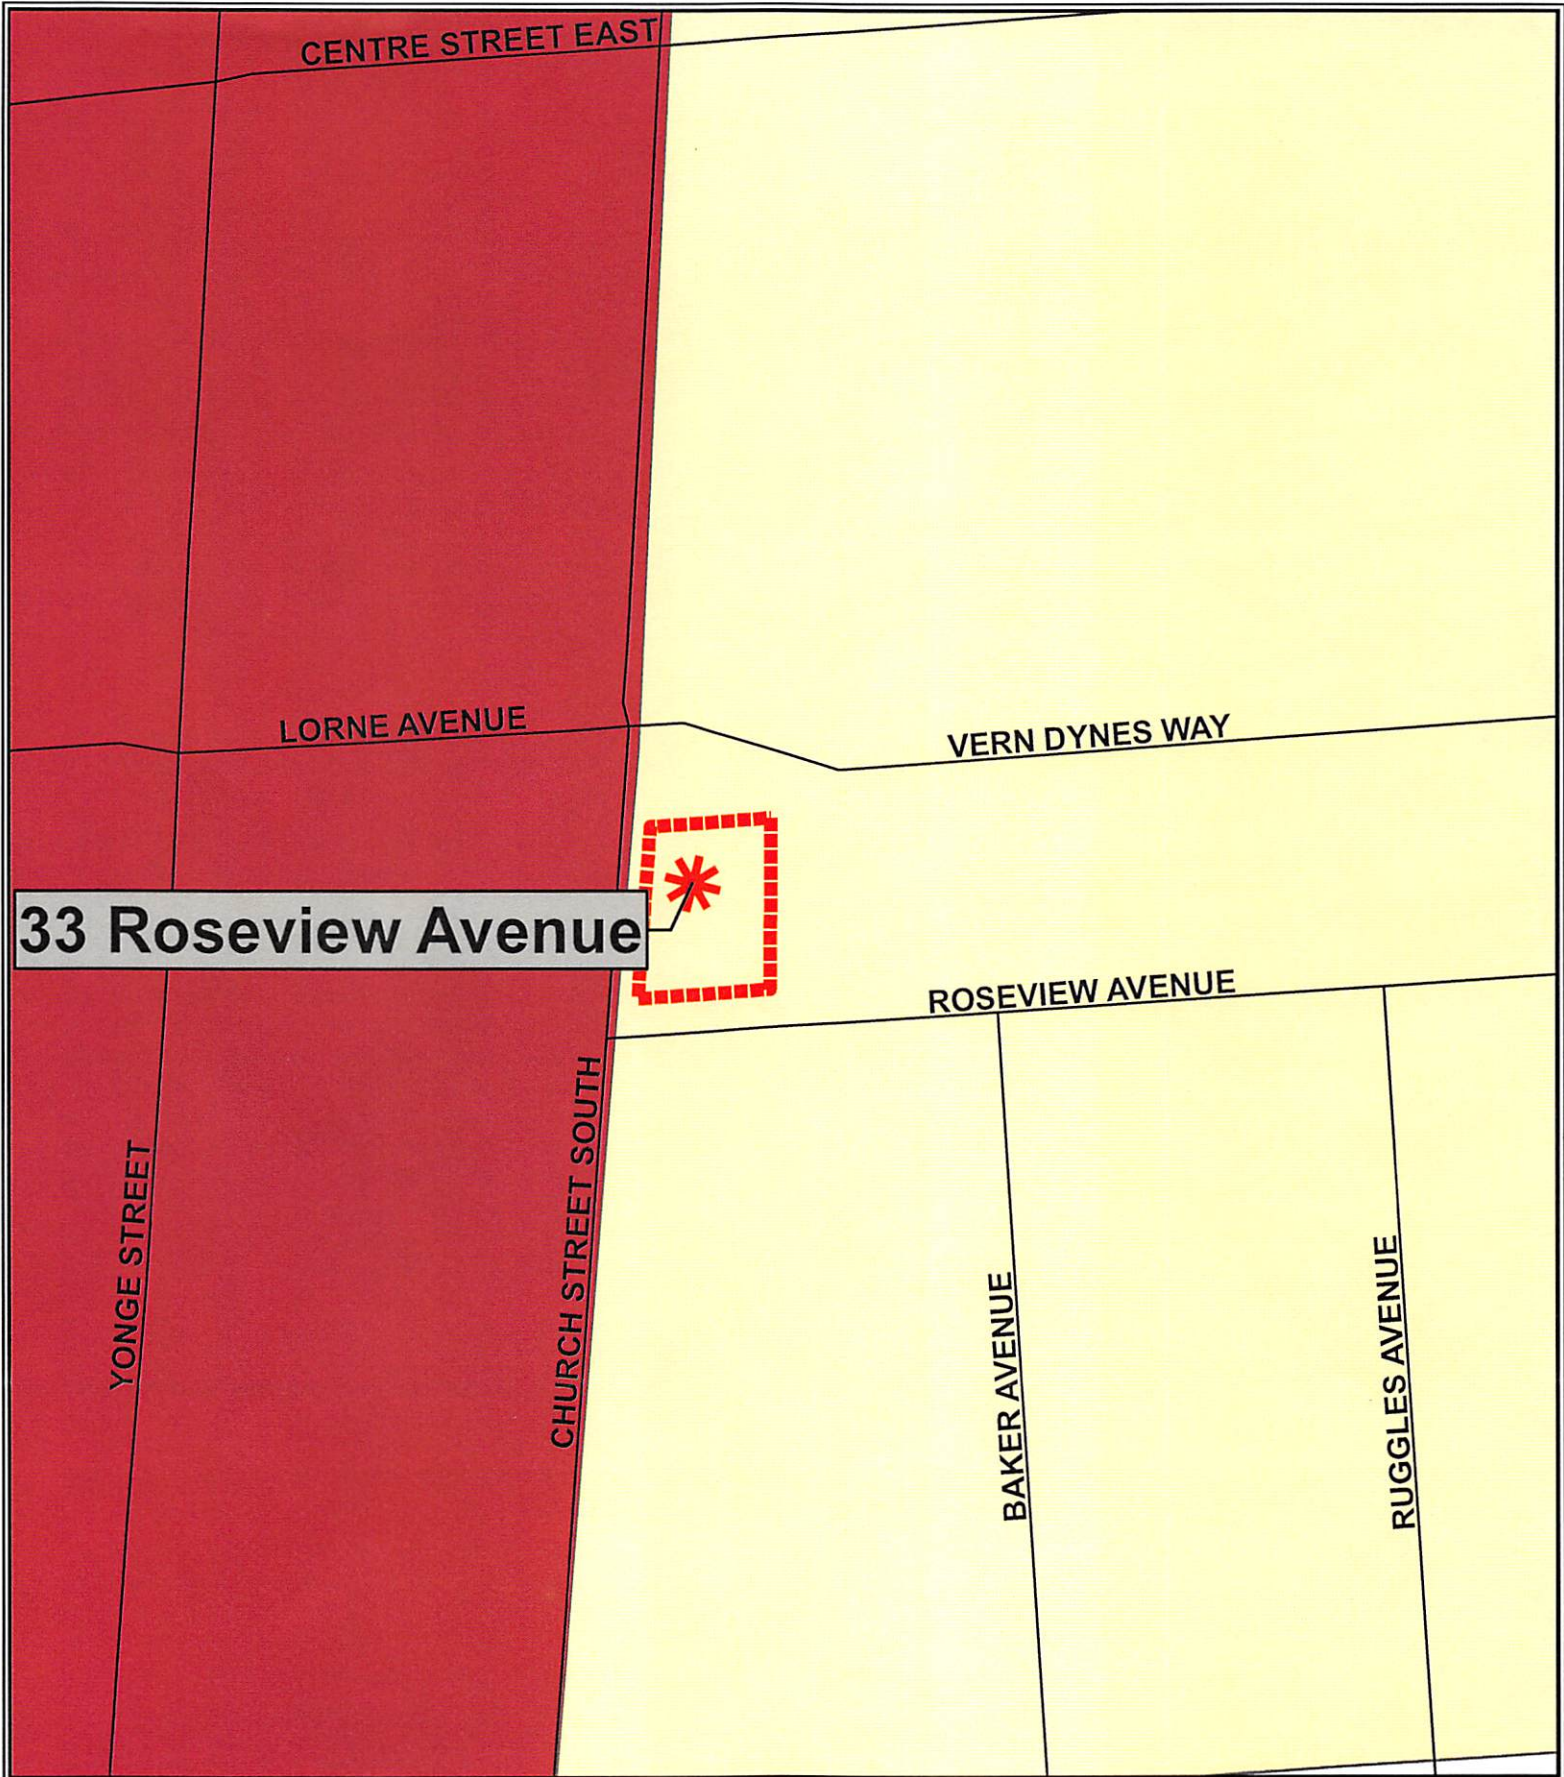 CENTRE STREET EAST
LORNE AVENUE
VERN DYNES WAY
33 Roseview Avenue
ROSEVIEW AVENUE
YONGE STREET
CHURCH STREET SOUTH
BAKER AVENUE
RUGGLES AVENUE